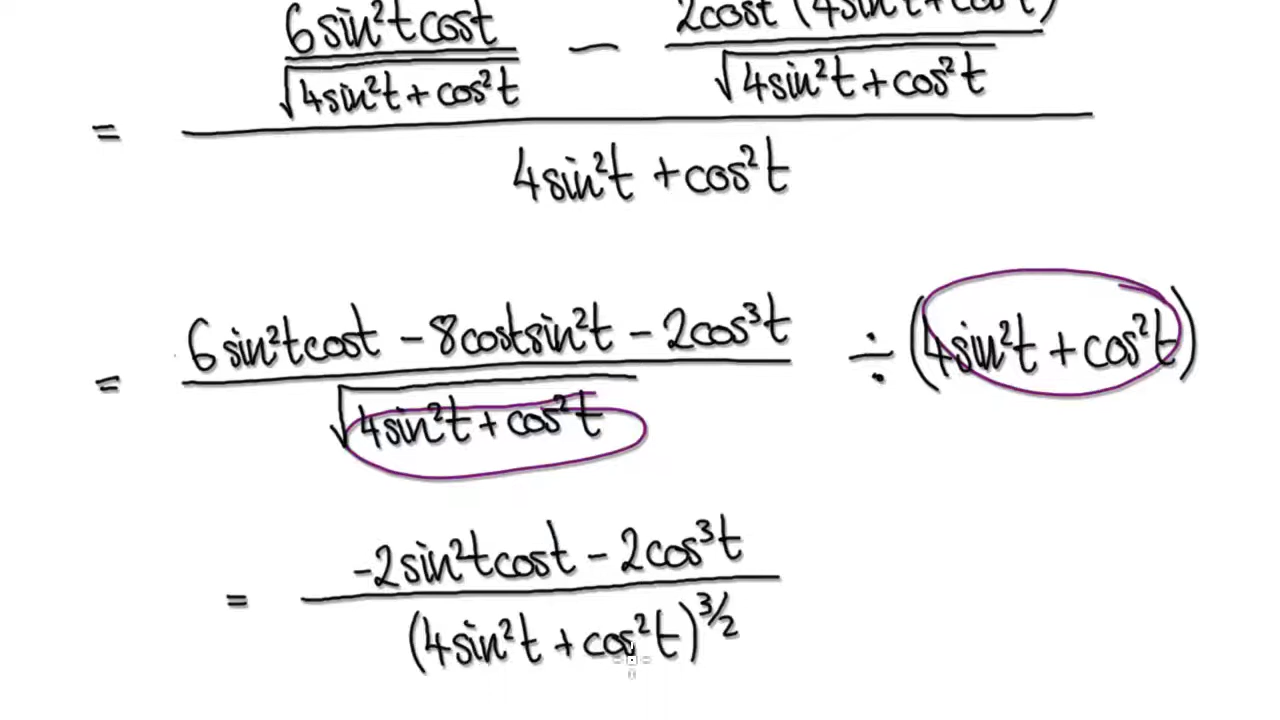 6sin²tcost / √4sin²t + cos²t − 2cost (4sin²t + cos²t) / √4sin²t + cos²t
= 4sin²t + cos²t
= 6sin²tcost − 8costsin²t − 2cos³t / √4sin²t + cos²t ÷ (4sin²t + cos²t)
= -2sin²tcost − 2cos³t / (4sin²t + cos²t)^3/2